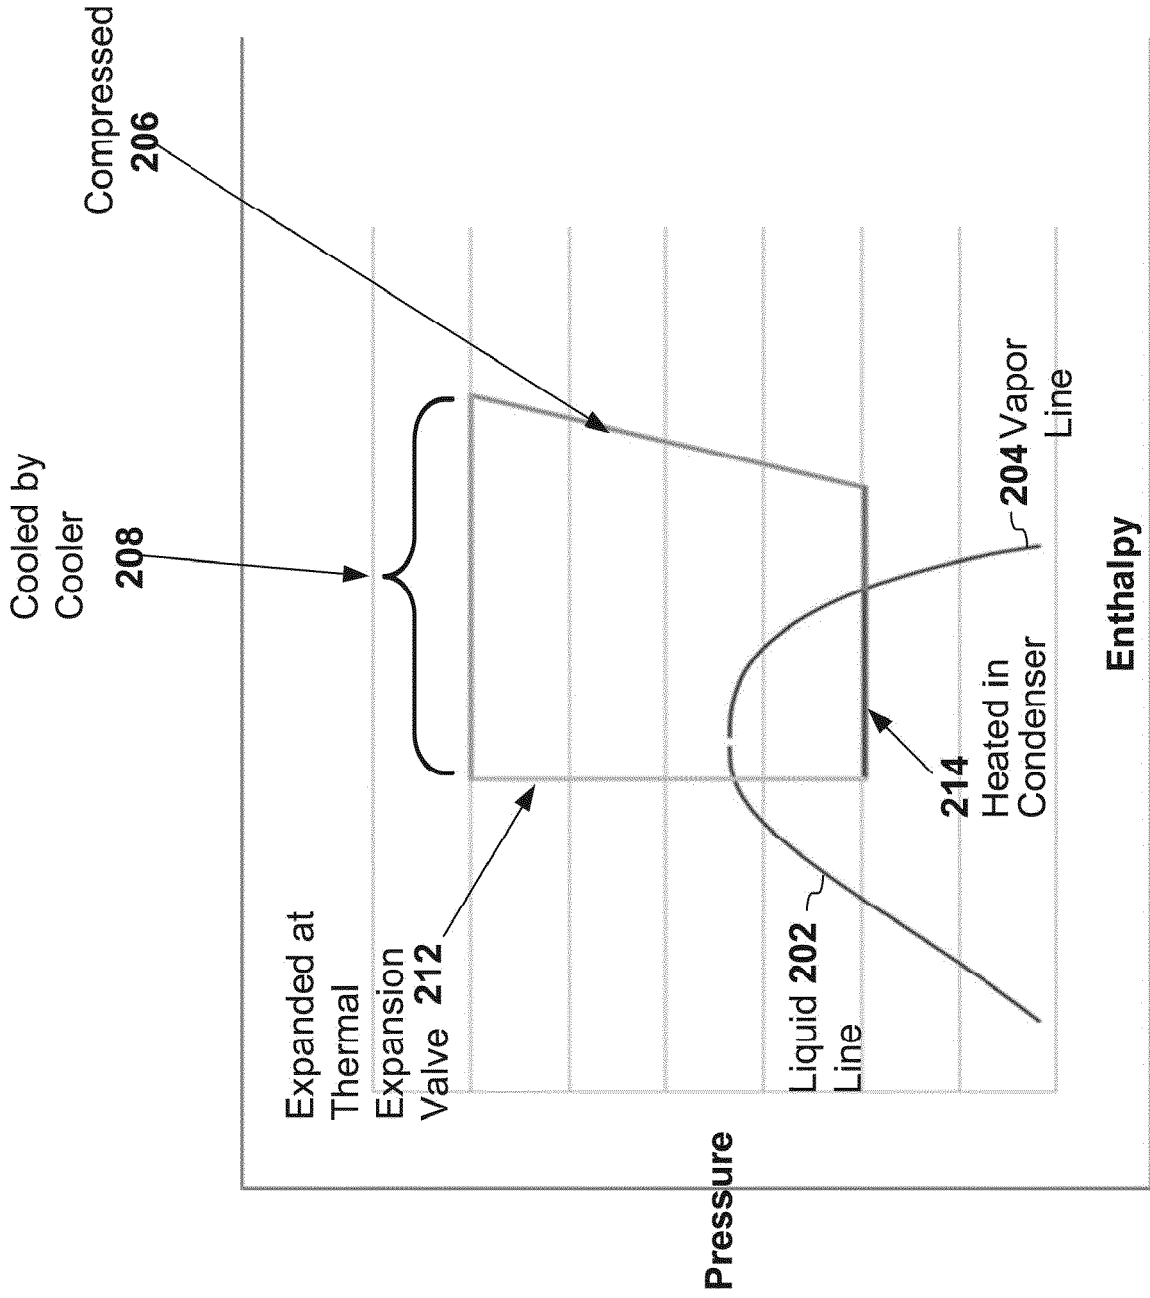 Cooled by
Cooler
208
Compressed
206
Expanded at
Thermal
Expansion
Valve 212
Liquid 202
Line
204 Vapor
Line
214
Heated in
Condenser
Pressure
Enthalpy